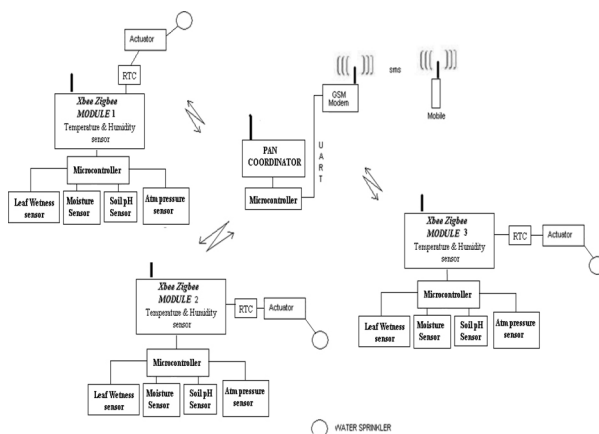 Actuator
RTC
Xbee Zigbee
MODULE 1
Temperature & Humidity
sensor
Microcontroller
Leaf Wetness
sensor
Moisture
Sensor
Soil pH
Sensor
Atm pressure
sensor
GSM
Modem
sms
Mobile
UART
PAN
COORDINATOR
Microcontroller
Xbee Zigbee
MODULE 3
Temperature & Humidity
sensor
RTC
Actuator
Microcontroller
Leaf Wetness
sensor
Moisture
Sensor
Soil pH
Sensor
Atm pressure
sensor
Xbee Zigbee
MODULE 2
Temperature & Humidity
sensor
RTC
Actuator
Microcontroller
Leaf Wetness
sensor
Moisture
Sensor
Soil pH
Sensor
Atm pressure
sensor
WATER SPRINKLER